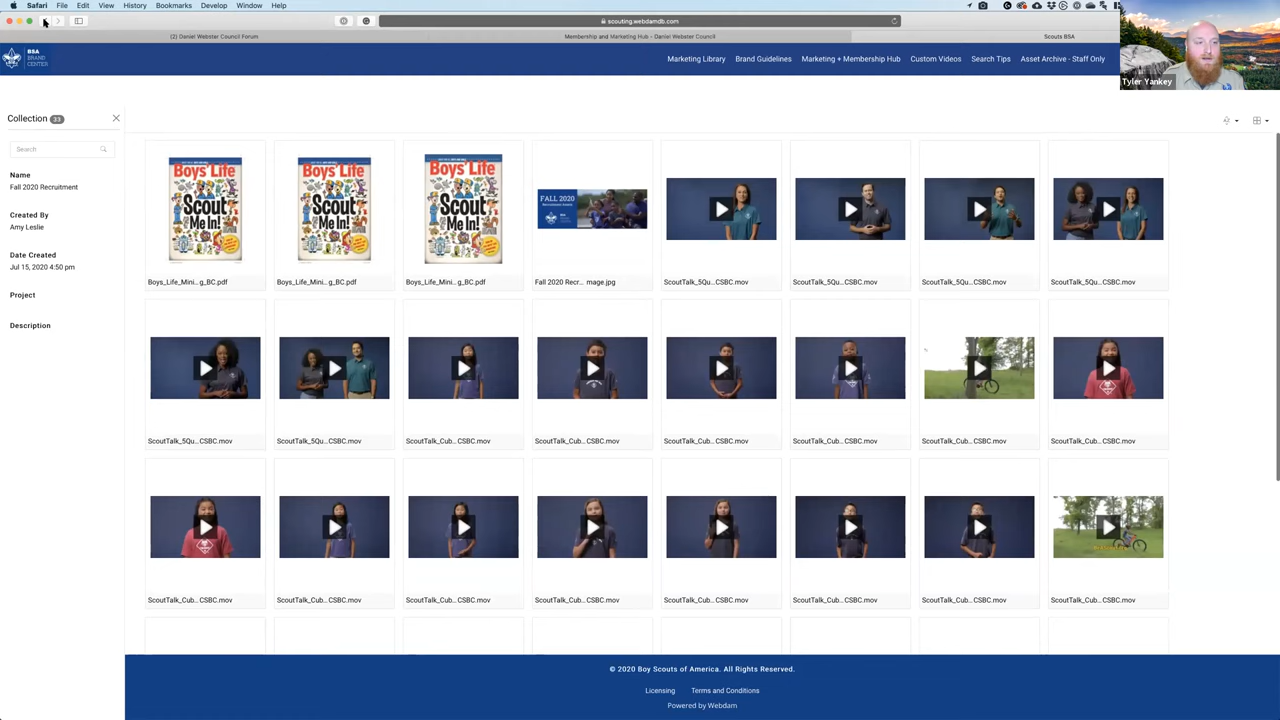 Safari File Edit View History Bookmarks Develop Window Help
scouting.webdamdb.com
(2) Daniel Webster Council Forum
Membership and Marketing Hub - Daniel Webster Council
Scouts BSA
BSA
BRAND
CENTER
Marketing Library Brand Guidelines Marketing + Membership Hub Custom Videos Search Tips Asset Archive - Staff Only
Tyler Yankey
Collection 33
Search
Name
Fall 2020 Recruitment
Created By
Amy Leslie
Date Created
Jul 15, 2020 4:50 pm
Project
Description
Boys' Life
Scout
Me In!
Boys' Life
Scout
Me In!
Boys' Life
Scout
Me In!
FALL 2020
Boys_Life_Mini...g_BC.pdf
Boys_Life_Mini...g_BC.pdf
Boys_Life_Mini...g_BC.pdf
Fall 2020 Recr... mage.jpg
ScoutTalk_5Qu...CSBC.mov
ScoutTalk_5Qu...CSBC.mov
ScoutTalk_5Qu...CSBC.mov
ScoutTalk_5Qu...CSBC.mov
ScoutTalk_5Qu...CSBC.mov
ScoutTalk_5Qu...CSBC.mov
ScoutTalk_Cub...CSBC.mov
ScoutTalk_Cub...CSBC.mov
ScoutTalk_Cub...CSBC.mov
ScoutTalk_Cub...CSBC.mov
ScoutTalk_Cub...CSBC.mov
ScoutTalk_Cub...CSBC.mov
ScoutTalk_Cub...CSBC.mov
ScoutTalk_Cub...CSBC.mov
ScoutTalk_Cub...CSBC.mov
ScoutTalk_Cub...CSBC.mov
ScoutTalk_Cub...CSBC.mov
ScoutTalk_Cub...CSBC.mov
ScoutTalk_Cub...CSBC.mov
ScoutTalk_Cub...CSBC.mov
© 2020 Boy Scouts of America. All Rights Reserved.
Licensing Terms and Conditions
Powered by Webdam